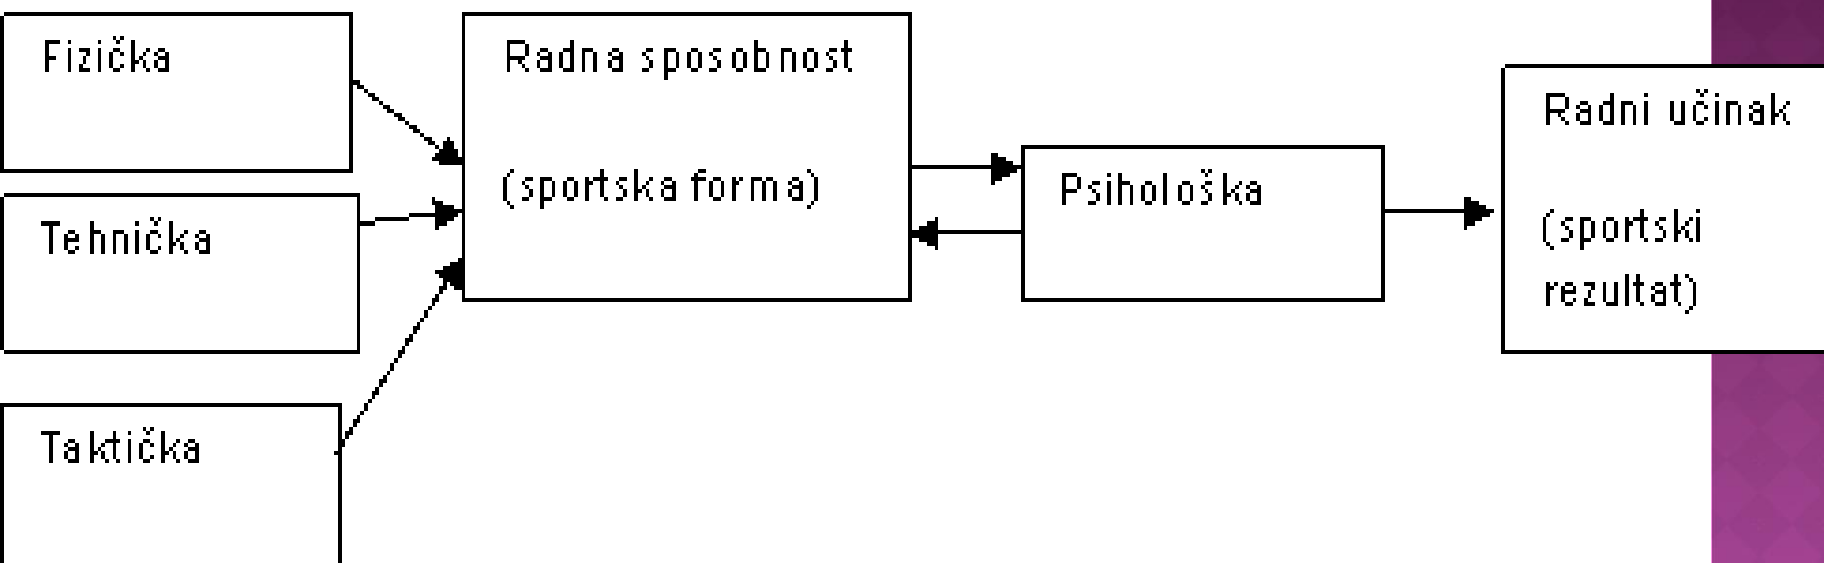 Fizička
Tehnička
Taktička
Radna sposobnost
(sportska forma)
Psihološka
Radni učinak
(sportski
rezultat)